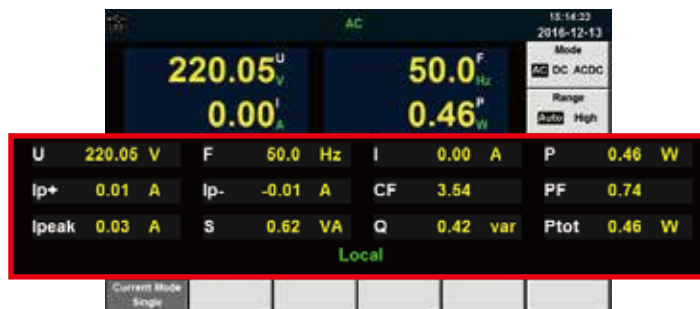 AC
15:14:33
2016-12-13
220.05 U V
50.0 F Hz
Mode
AC DC ACDC
0.00 I A
0.46 P W
Range
Auto High
U 220.05 V F 50.0 Hz I 0.00 A P 0.46 W
Ip+ 0.01 A Ip- -0.01 A CF 3.54 PF 0.74
Ipeak 0.03 A S 0.62 VA Q 0.42 var Ptot 0.46 W
Local
Current Mode
Single